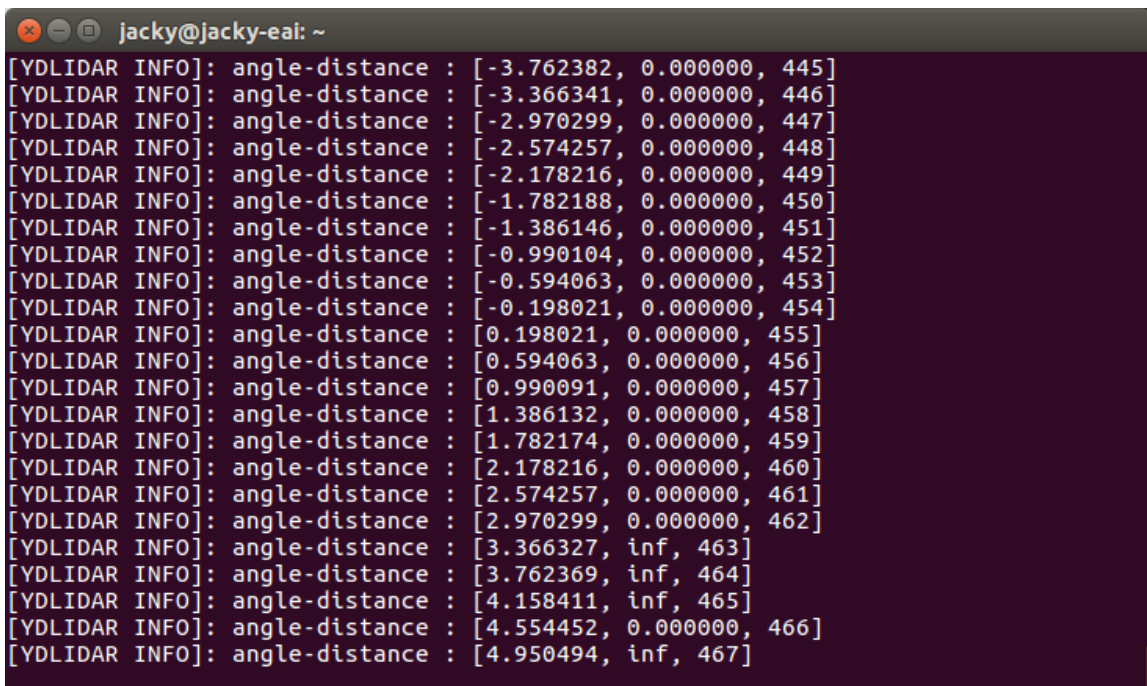 jacky@jacky-eai: ~
[YDLIDAR INFO]: angle-distance : [-3.762382, 0.000000, 445]
[YDLIDAR INFO]: angle-distance : [-3.366341, 0.000000, 446]
[YDLIDAR INFO]: angle-distance : [-2.970299, 0.000000, 447]
[YDLIDAR INFO]: angle-distance : [-2.574257, 0.000000, 448]
[YDLIDAR INFO]: angle-distance : [-2.178216, 0.000000, 449]
[YDLIDAR INFO]: angle-distance : [-1.782188, 0.000000, 450]
[YDLIDAR INFO]: angle-distance : [-1.386146, 0.000000, 451]
[YDLIDAR INFO]: angle-distance : [-0.990104, 0.000000, 452]
[YDLIDAR INFO]: angle-distance : [-0.594063, 0.000000, 453]
[YDLIDAR INFO]: angle-distance : [-0.198021, 0.000000, 454]
[YDLIDAR INFO]: angle-distance : [0.198021, 0.000000, 455]
[YDLIDAR INFO]: angle-distance : [0.594063, 0.000000, 456]
[YDLIDAR INFO]: angle-distance : [0.990091, 0.000000, 457]
[YDLIDAR INFO]: angle-distance : [1.386132, 0.000000, 458]
[YDLIDAR INFO]: angle-distance : [1.782174, 0.000000, 459]
[YDLIDAR INFO]: angle-distance : [2.178216, 0.000000, 460]
[YDLIDAR INFO]: angle-distance : [2.574257, 0.000000, 461]
[YDLIDAR INFO]: angle-distance : [2.970299, 0.000000, 462]
[YDLIDAR INFO]: angle-distance : [3.366327, inf, 463]
[YDLIDAR INFO]: angle-distance : [3.762369, inf, 464]
[YDLIDAR INFO]: angle-distance : [4.158411, inf, 465]
[YDLIDAR INFO]: angle-distance : [4.554452, 0.000000, 466]
[YDLIDAR INFO]: angle-distance : [4.950494, inf, 467]